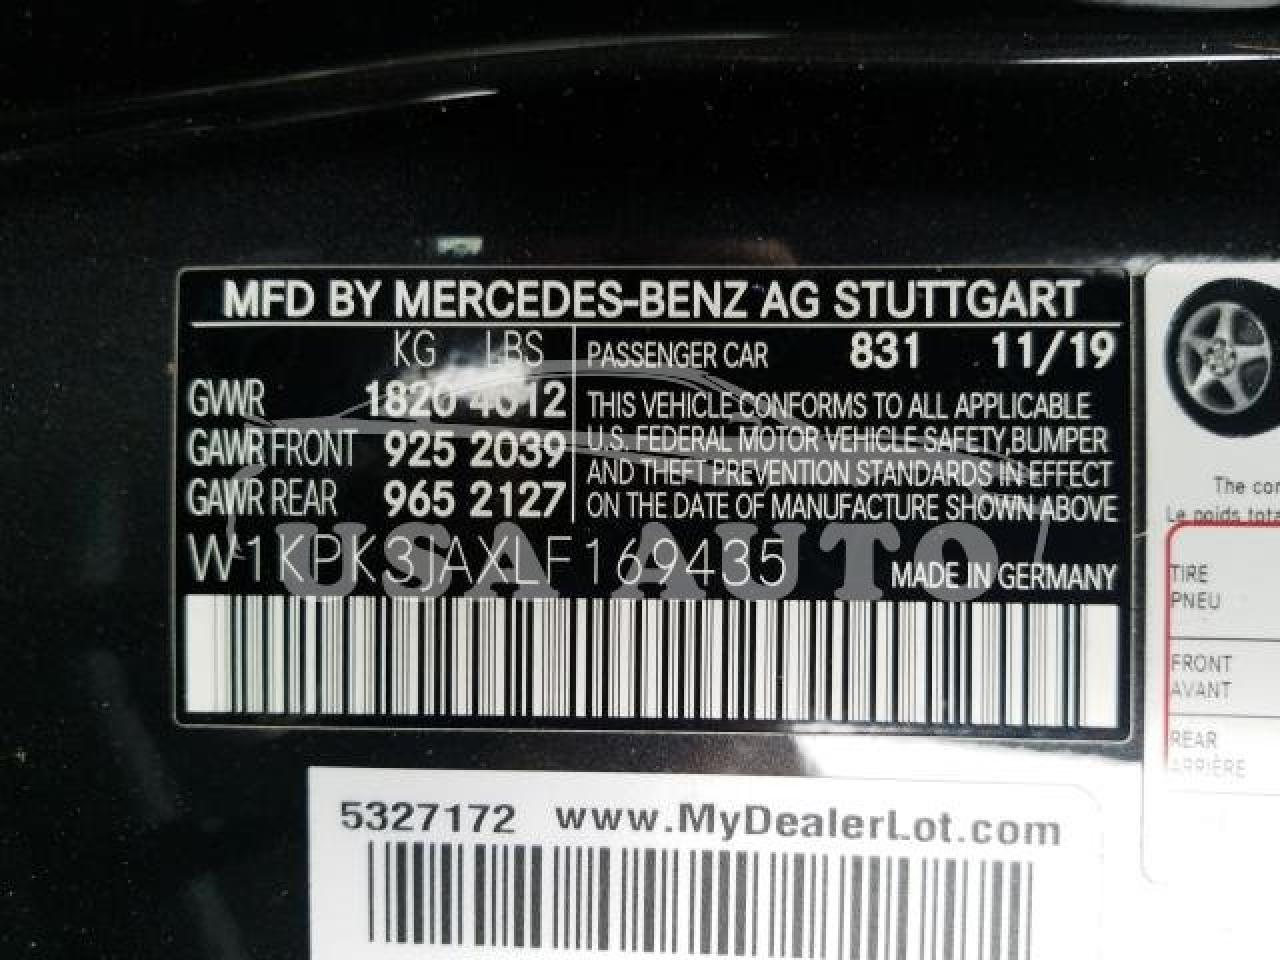 MFD BY MERCEDES-BENZ AG STUTTGART
KG LBS
PASSENGER CAR 831 11/19
GVWR 1820 4012
GAWR FRONT 925 2039
GAWR REAR 965 2127
THIS VEHICLE CONFORMS TO ALL APPLICABLE
U.S. FEDERAL MOTOR VEHICLE SAFETY,BUMPER
AND THEFT PREVENTION STANDARDS IN EFFECT
ON THE DATE OF MANUFACTURE SHOWN ABOVE
USA AUTO
W1KPK3JAXLF169435 MADE IN GERMANY
The
Le poids
TIRE
PNEU
FRONT
AVANT
REAR
ARRIÈRE
5327172 www.MyDealerLot.com